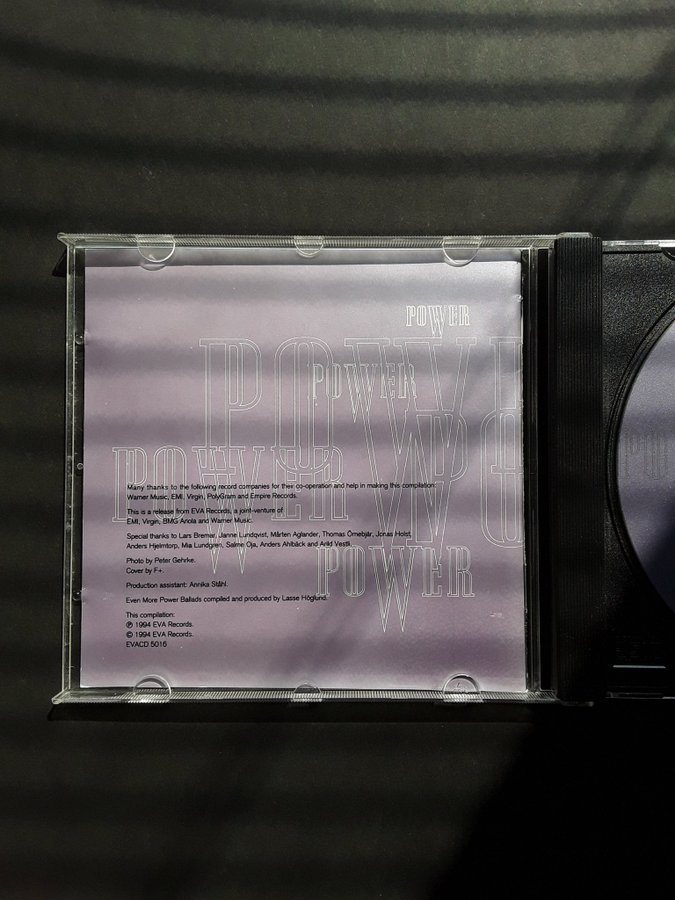 POWER
POWE
POWER
POWER
PO
Many thanks to the following record companies for their co-operation and help in making this compilation:
Warner Music, EMI, Virgin, PolyGram and Empire Records.
This is a release from EVA Records, a joint-venture of
EMI, Virgin, BMG Ariola and Warner Music.
Special thanks to Lars Bremer, Janne Lundqvist, Mårten Aglander, Thomas Örnebjär, Jonas Holst,
Anders Hjelmtorp, Mia Lundgren, Salme Oja, Anders Ahlbäck and Arild Vestli.
Photo by Peter Gehrke.
Cover by F+.
Production assistant: Annika Ståhl.
POWER
Even More Power Ballads compiled and produced by Lasse Höglund.
This compilation:
℗ 1994 EVA Records.
© 1994 EVA Records.
EVACD 5016